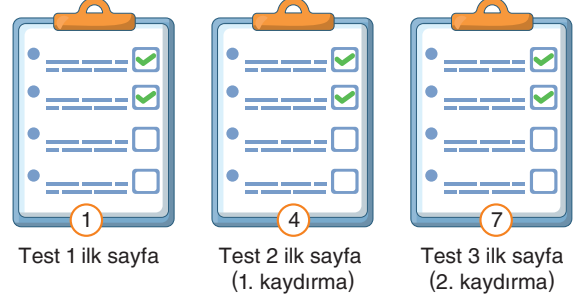 1
Test 1 ilk sayfa
4
Test 2 ilk sayfa
(1. kaydırma)
7
Test 3 ilk sayfa
(2. kaydırma)